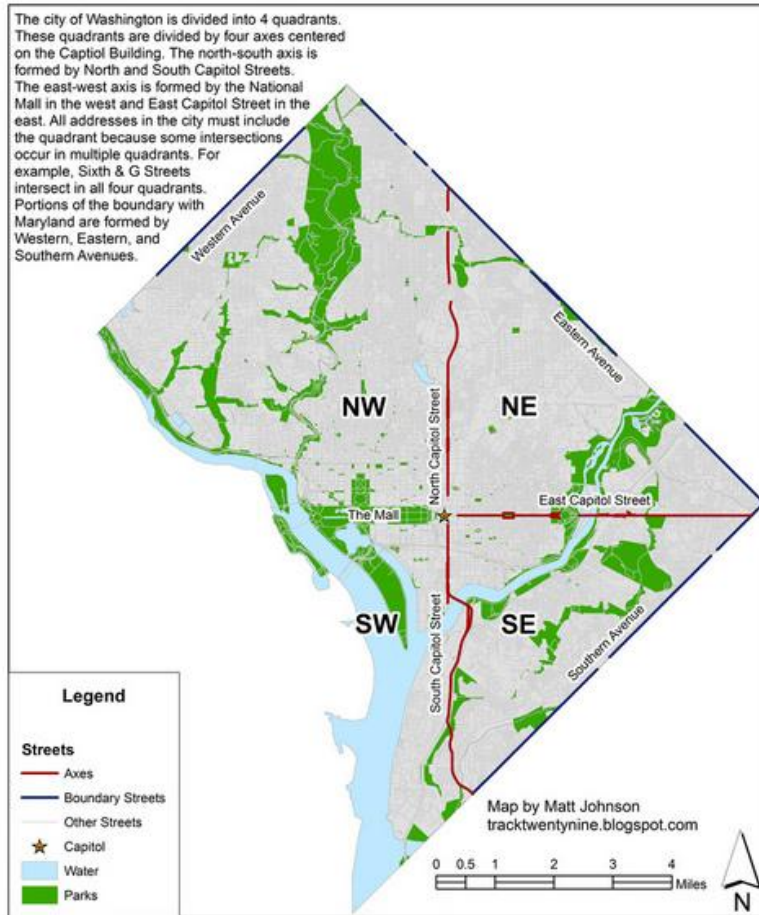 The city of Washington is divided into 4 quadrants.
These quadrants are divided by four axes centered
on the Captiol Building. The north-south axis is
formed by North and South Capitol Streets.
The east-west axis is formed by the National
Mall in the west and East Capitol Street in the
east. All addresses in the city must include
the quadrant because some intersections
occur in multiple quadrants. For
example, Sixth & G Streets
intersect in all four quadrants.
Portions of the boundary with
Maryland are formed by
Western, Eastern, and
Southern Avenues.
Western Avenue
Eastern Avenue
NW
NE
North Capitol Street
East Capitol Street
The Mall
SW
SE
South Capitol Street
Southern Avenue
Legend
Streets
Axes
Boundary Streets
Other Streets
Capitol
Water
Parks
Map by Matt Johnson
tracktwentynine.blogspot.com
0 0.5 1 2 3 4
Miles
N